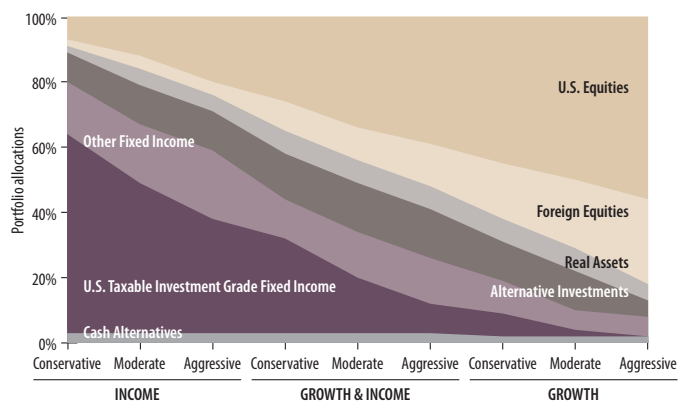 100%
80%
60%
40%
20%
0%
Portfolio allocations
U.S. Equities
Other Fixed Income
Foreign Equities
Real Assets
U.S. Taxable Investment Grade Fixed Income
Alternative Investments
Cash Alternatives
Conservative Moderate Aggressive Conservative Moderate Aggressive Conservative Moderate Aggressive
INCOME GROWTH & INCOME GROWTH